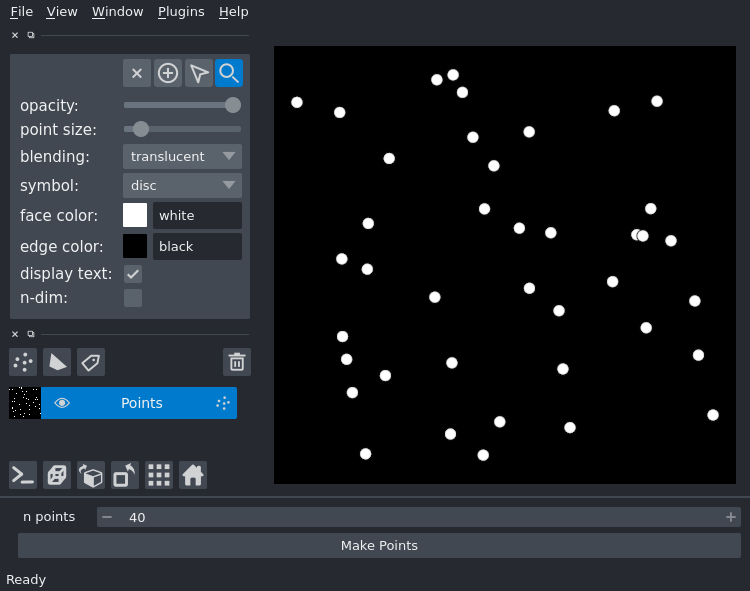 File View Window Plugins Help
opacity:
point size:
blending: translucent
symbol: disc
face color: white
edge color: black
display text:
n-dim:
Points
n points 40
Make Points
Ready